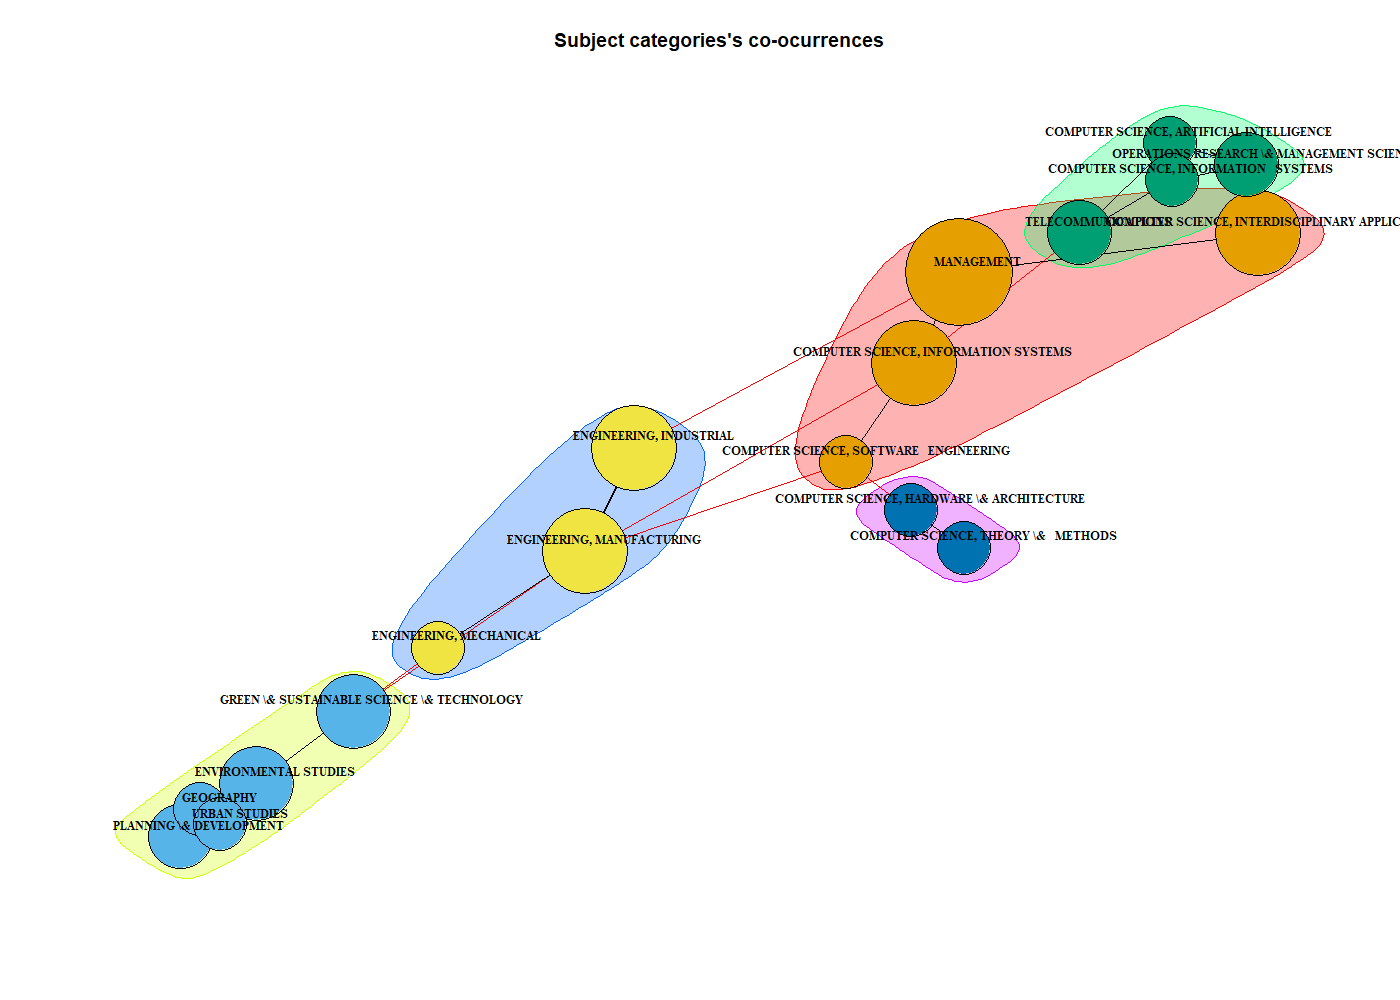 Subject categories's co-ocurrences
COMPUTER SCIENCE, ARTIFICIAL INTELLIGENCE
OPERATIONS RESEARCH \& MANAGEMENT SCIEN
COMPUTER SCIENCE, INFORMATION   SYSTEMS
TELECOMMUNICATIONS
COMPUTER SCIENCE, INTERDISCIPLINARY APPLIC
MANAGEMENT
COMPUTER SCIENCE, INFORMATION SYSTEMS
ENGINEERING, INDUSTRIAL
COMPUTER SCIENCE, SOFTWARE   ENGINEERING
COMPUTER SCIENCE, HARDWARE \& ARCHITECTURE
COMPUTER SCIENCE, THEORY \&   METHODS
ENGINEERING, MANUFACTURING
ENGINEERING, MECHANICAL
GREEN \& SUSTAINABLE SCIENCE \& TECHNOLOGY
ENVIRONMENTAL STUDIES
GEOGRAPHY
URBAN STUDIES
PLANNING \& DEVELOPMENT